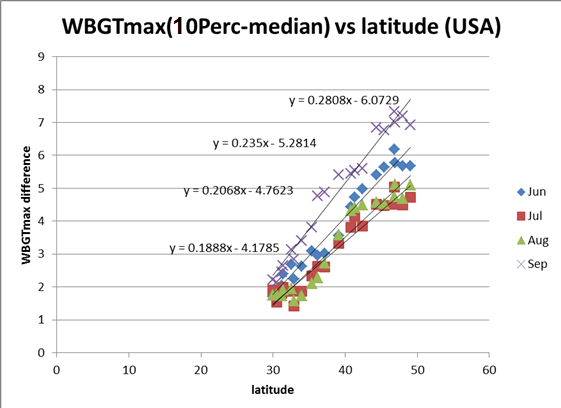 WBGTmax(10Perc-median) vs latitude (USA)
9
8
7
6
5
4
3
2
1
0
WBGTmax difference
y = 0.2808x - 6.0729
y = 0.235x - 5.2814
y = 0.2068x - 4.7623
y = 0.1888x - 4.1785
Jun
Jul
Aug
Sep
0 10 20 30 40 50 60
latitude